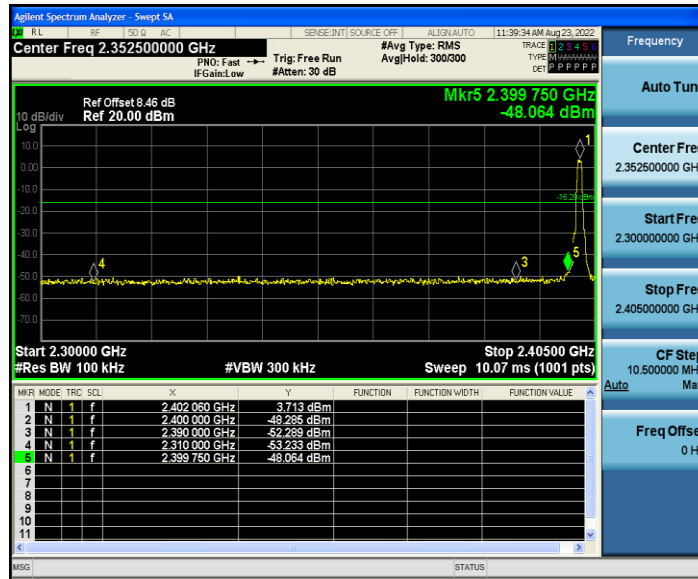 Agilent Spectrum Analyzer - Swept SA
RL RF 50 Ω AC SENSE:INT SOURCE OFF ALIGN AUTO 11:39:34 AM Aug 23, 2022
Center Freq 2.352500000 GHz #Avg Type: RMS TRACE 1 2 3 4 5 6
PNO: Fast Trig: Free Run Avg|Hold: 300/300 TYPE M
IFGain:Low #Atten: 30 dB DET P P P P P P
Ref Offset 8.46 dB Mkr5 2.399 750 GHz
10 dB/div Ref 20.00 dBm -48.064 dBm
Log
10.0
0.00
-10.0
-16.29 dBm
-20.0
-30.0
-40.0
-50.0
-60.0
-70.0
1
5
3
4
Start 2.30000 GHz Stop 2.40500 GHz
#Res BW 100 kHz #VBW 300 kHz Sweep 10.07 ms (1001 pts)
MKR MODE TRC SCL X Y FUNCTION FUNCTION WIDTH FUNCTION VALUE
1 N 1 f 2.402 060 GHz 3.713 dBm
2 N 1 f 2.400 000 GHz -48.285 dBm
3 N 1 f 2.390 000 GHz -52.289 dBm
4 N 1 f 2.310 000 GHz -53.233 dBm
5 N 1 f 2.399 750 GHz -48.064 dBm
6
7
8
9
10
11
MSG STATUS
Frequency
Auto Tun
Center Fre
2.352500000 GH
Start Fre
2.300000000 GH
Stop Fre
2.405000000 GH
CF Ste
10.500000 MH
Auto Ma
Freq Offse
0 H